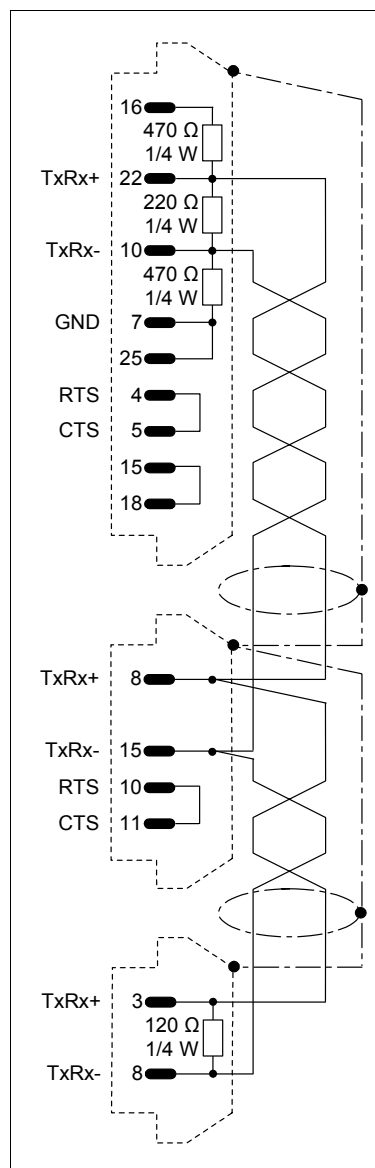 16
470 Ω
1/4 W
TxRx+ 22
220 Ω
1/4 W
TxRx- 10
470 Ω
1/4 W
GND 7
25
RTS 4
CTS 5
15
18
TxRx+ 8
TxRx- 15
RTS 10
CTS 11
TxRx+ 3
120 Ω
1/4 W
TxRx- 8